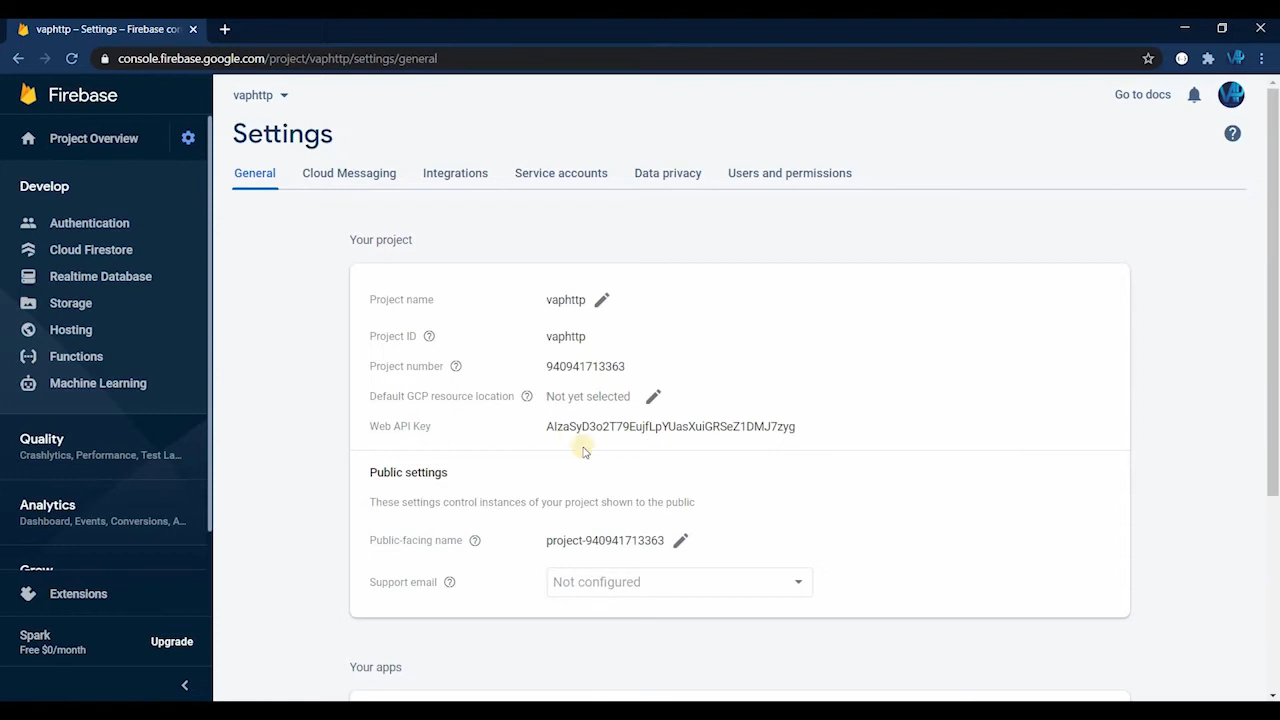 vaphttp – Settings – Firebase con
console.firebase.google.com/project/vaphttp/settings/general
Firebase
vaphttp
Go to docs
Project Overview
Settings
General
Cloud Messaging
Integrations
Service accounts
Data privacy
Users and permissions
Develop
Authentication
Cloud Firestore
Realtime Database
Storage
Hosting
Functions
Machine Learning
Quality
Crashlytics, Performance, Test La...
Analytics
Dashboard, Events, Conversions, A...
Grow
Extensions
Spark
Free $0/month
Upgrade
Your project
Project name vaphttp
Project ID vaphttp
Project number 940941713363
Default GCP resource location Not yet selected
Web API Key AIzaSyD3o2T79EujfLpYUasXuiGRSeZ1DMJ7zyg
Public settings
These settings control instances of your project shown to the public
Public-facing name project-940941713363
Support email Not configured
Your apps